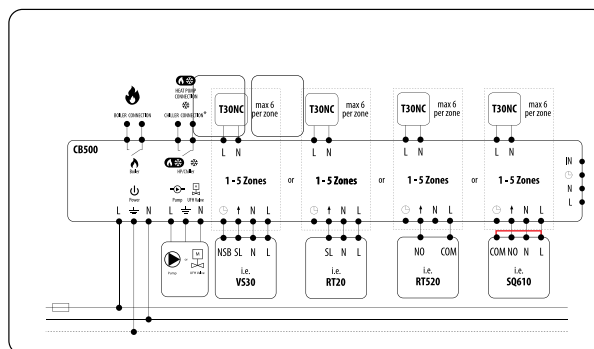 HEAT PUMP
CONNECTION
BOILER CONNECTION
CHILLER CONNECTION*
T30NC
max 6
per zone
T30NC
max 6
per zone
T30NC
max 6
per zone
T30NC
max 6
per zone
L N
L N
L N
L N
CB500
Boiler
HP/Chiller
IN
N
L
1 - 5 Zones
or
1 - 5 Zones
or
1 - 5 Zones
or
1 - 5 Zones
Power
Pump
UFH Valve
L N
L N
L
N L
N L
N L
N L
NSB SL N L
SL N L
NO COM
COM NO N L
M
or
Pump
UFH Valve
i.e.
VS30
i.e.
RT20
i.e.
RT520
i.e.
SQ610